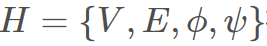 H = {V, E, ϕ, ψ}